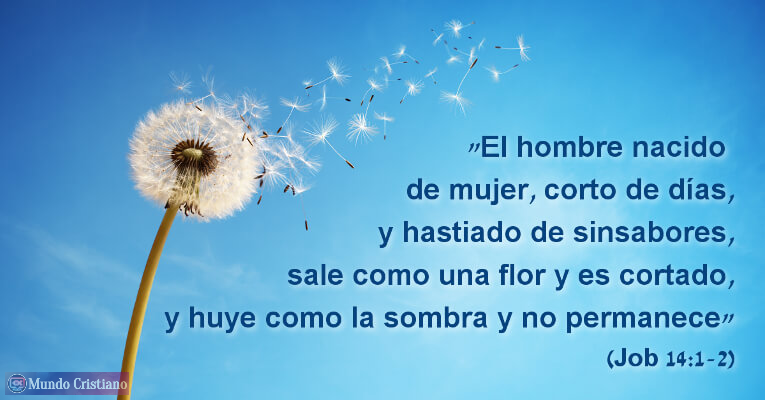 "El hombre nacido
de mujer, corto de días,
y hastiado de sinsabores,
sale como una flor y es cortado,
y huye como la sombra y no permanece"
(Job 14:1-2)
Mundo Cristiano